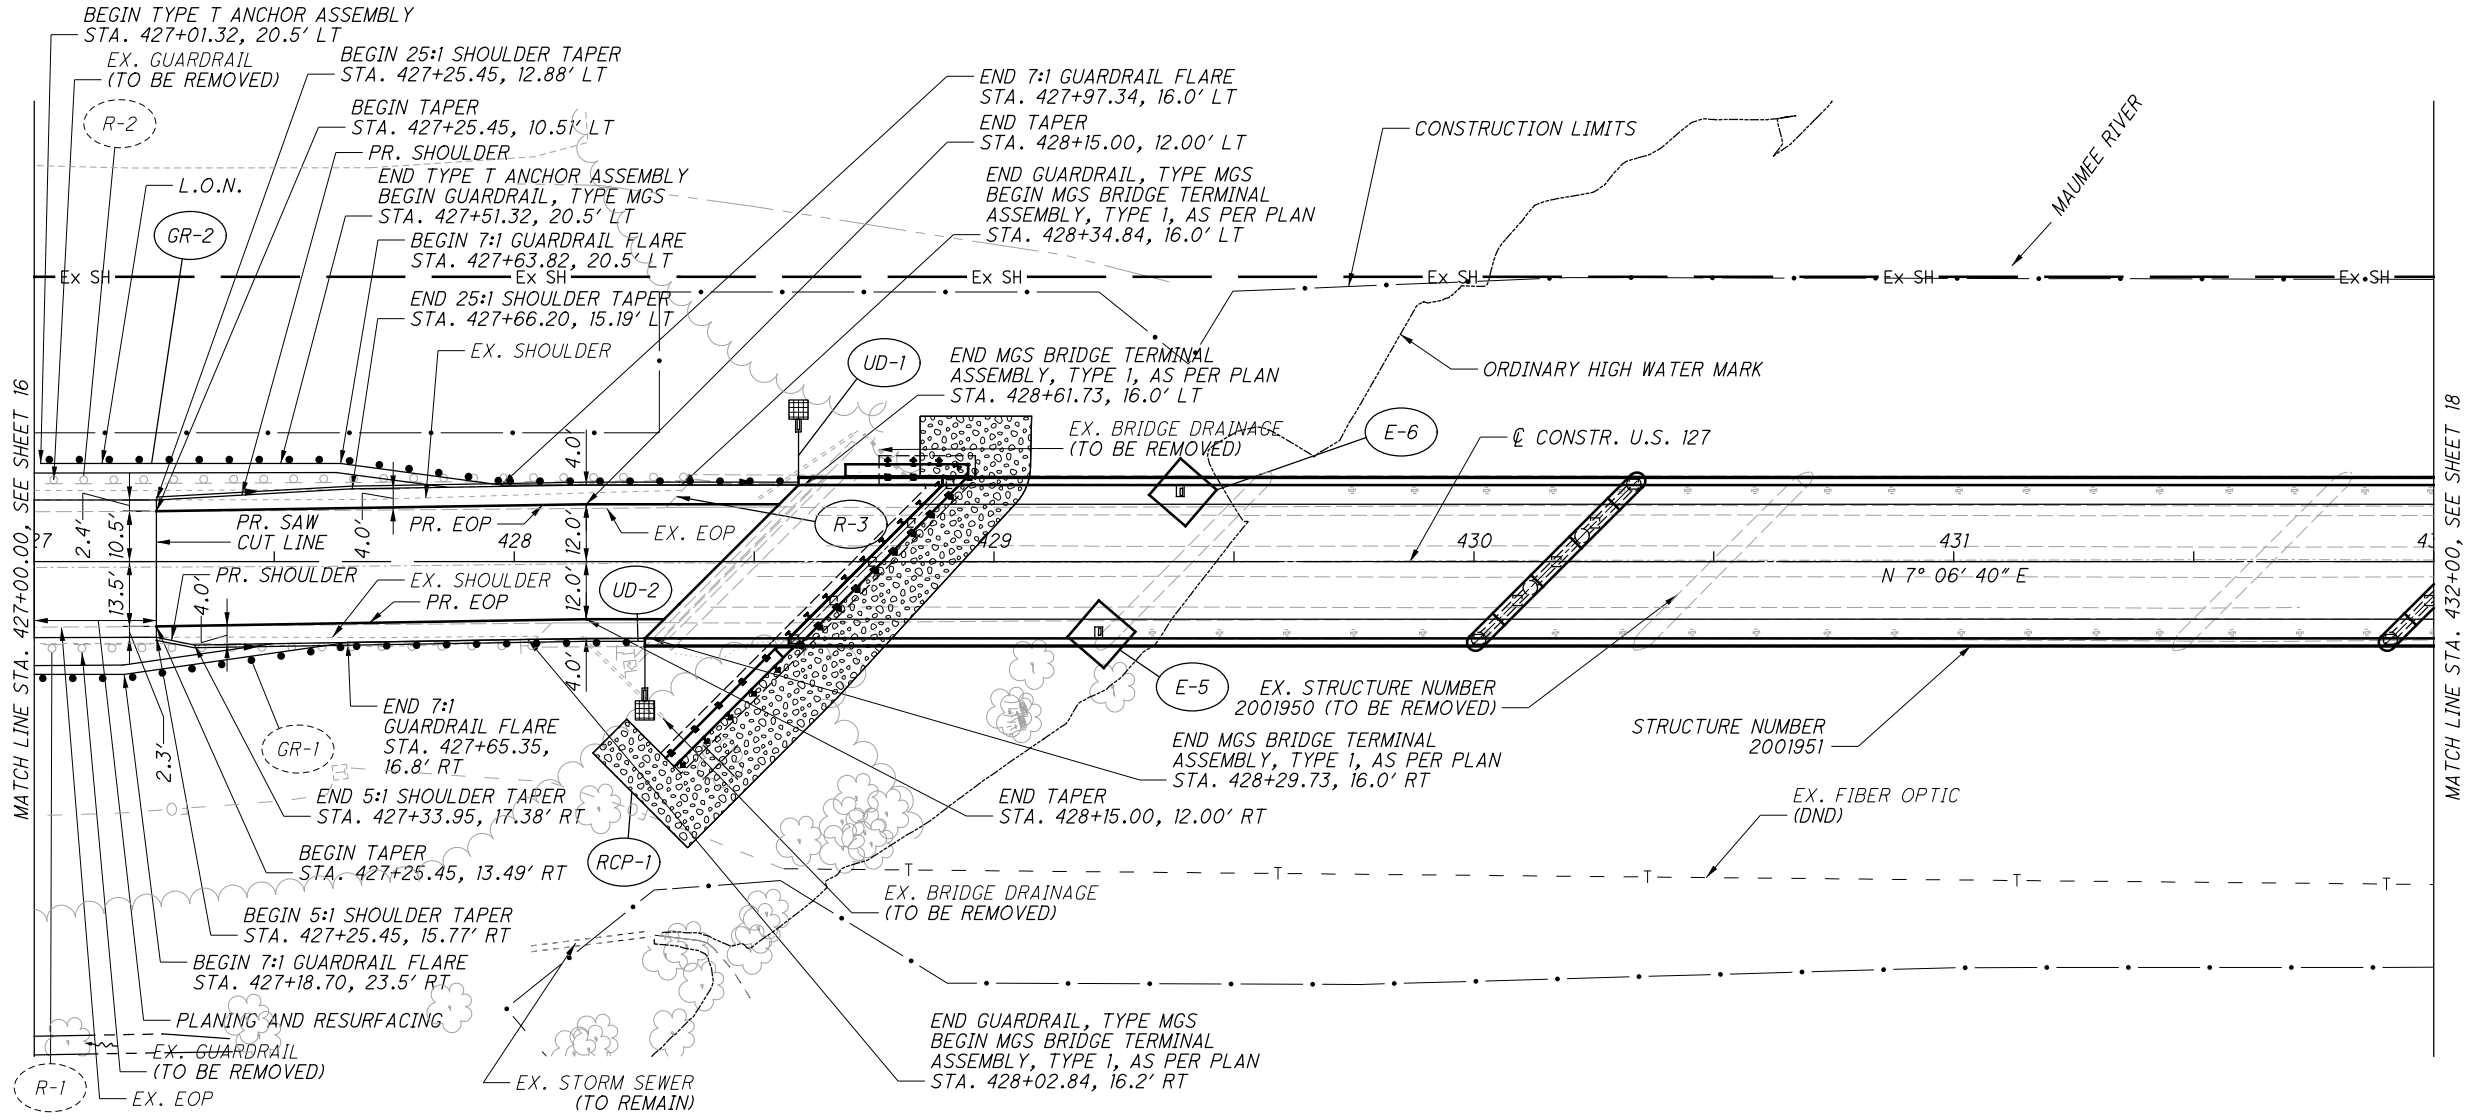 BEGIN TYPE T ANCHOR ASSEMBLY
STA. 427+01.32, 20.5' LT
EX. GUARDRAIL
(TO BE REMOVED)
R-2
BEGIN 25:1 SHOULDER TAPER
STA. 427+25.45, 12.88' LT
BEGIN TAPER
STA. 427+25.45, 10.51' LT
PR. SHOULDER
L.O.N.
END TYPE T ANCHOR ASSEMBLY
BEGIN GUARDRAIL, TYPE MGS
STA. 427+51.32, 20.5' LT
GR-2
BEGIN 7:1 GUARDRAIL FLARE
STA. 427+63.82, 20.5' LT
END 25:1 SHOULDER TAPER
STA. 427+66.20, 15.19' LT
EX. SHOULDER
END 7:1 GUARDRAIL FLARE
STA. 427+97.34, 16.0' LT
END TAPER
STA. 428+15.00, 12.00' LT
END GUARDRAIL, TYPE MGS
BEGIN MGS BRIDGE TERMINAL
ASSEMBLY, TYPE 1, AS PER PLAN
STA. 428+34.84, 16.0' LT
CONSTRUCTION LIMITS
MAUMEE RIVER
Ex SH
Ex SH
Ex SH
Ex SH
Ex SH
Ex SH
UD-1
END MGS BRIDGE TERMINAL
ASSEMBLY, TYPE 1, AS PER PLAN
STA. 428+61.73, 16.0' LT
ORDINARY HIGH WATER MARK
EX. BRIDGE DRAINAGE
(TO BE REMOVED)
E-6
℄ CONSTR. U.S. 127
MATCH LINE STA. 427+00.00, SEE SHEET 16
MATCH LINE STA. 432+00, SEE SHEET 18
2.4'
10.5'
13.5'
2.3'
4.0'
4.0'
4.0'
12.0'
12.0'
4.0'
PR. SAW
CUT LINE
PR. EOP
EX. EOP
R-3
27
428
429
430
431
43
N 7° 06' 40" E
PR. SHOULDER
EX. SHOULDER
PR. EOP
UD-2
E-5
EX. STRUCTURE NUMBER
2001950 (TO BE REMOVED)
STRUCTURE NUMBER
2001951
END 7:1
GUARDRAIL FLARE
STA. 427+65.35,
16.8' RT
GR-1
END MGS BRIDGE TERMINAL
ASSEMBLY, TYPE 1, AS PER PLAN
STA. 428+29.73, 16.0' RT
END 5:1 SHOULDER TAPER
STA. 427+33.95, 17.38' RT
END TAPER
STA. 428+15.00, 12.00' RT
EX. FIBER OPTIC
(DND)
T
T
T
T
T
BEGIN TAPER
STA. 427+25.45, 13.49' RT
RCP-1
EX. BRIDGE DRAINAGE
(TO BE REMOVED)
BEGIN 5:1 SHOULDER TAPER
STA. 427+25.45, 15.77' RT
BEGIN 7:1 GUARDRAIL FLARE
STA. 427+18.70, 23.5' RT
PLANING AND RESURFACING
EX. GUARDRAIL
(TO BE REMOVED)
R-1
EX. EOP
EX. STORM SEWER
(TO REMAIN)
END GUARDRAIL, TYPE MGS
BEGIN MGS BRIDGE TERMINAL
ASSEMBLY, TYPE 1, AS PER PLAN
STA. 428+02.84, 16.2' RT